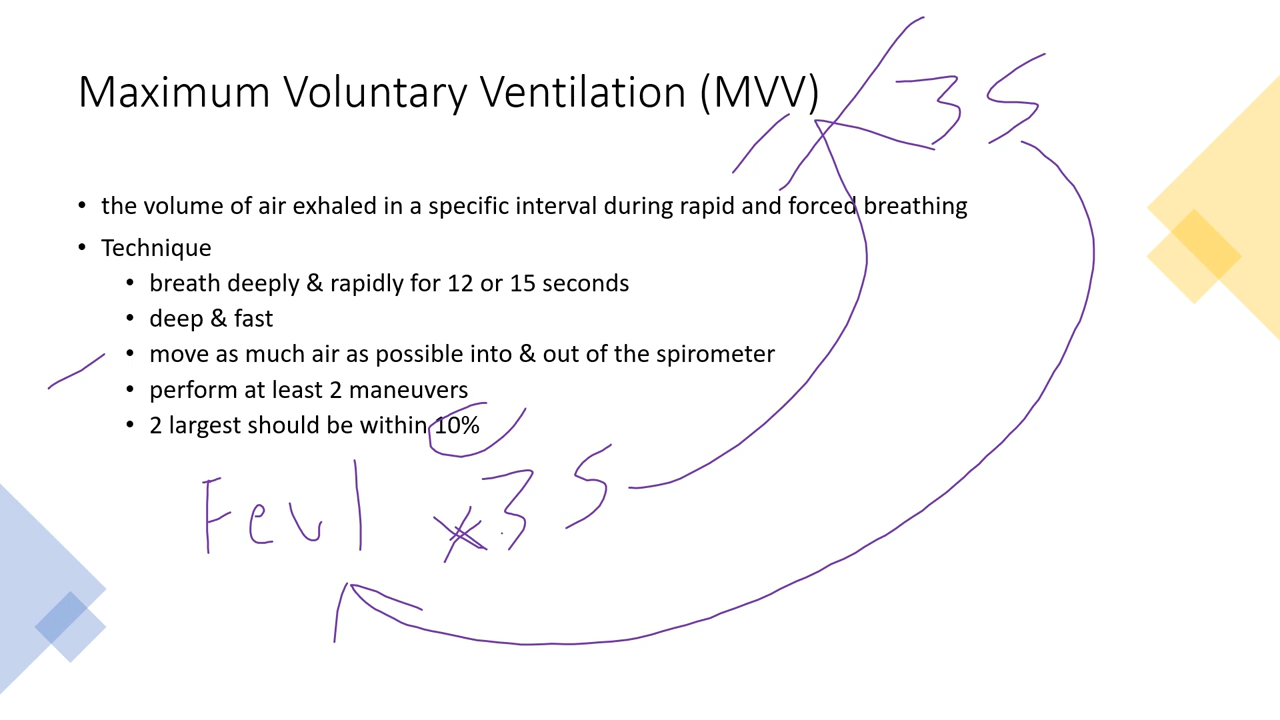 Maximum Voluntary Ventilation (MVV) / 35
• the volume of air exhaled in a specific interval during rapid and forced breathing
• Technique
• breath deeply & rapidly for 12 or 15 seconds
• deep & fast
• move as much air as possible into & out of the spirometer
• perform at least 2 maneuvers
• 2 largest should be within 10%
Fev1 x 35